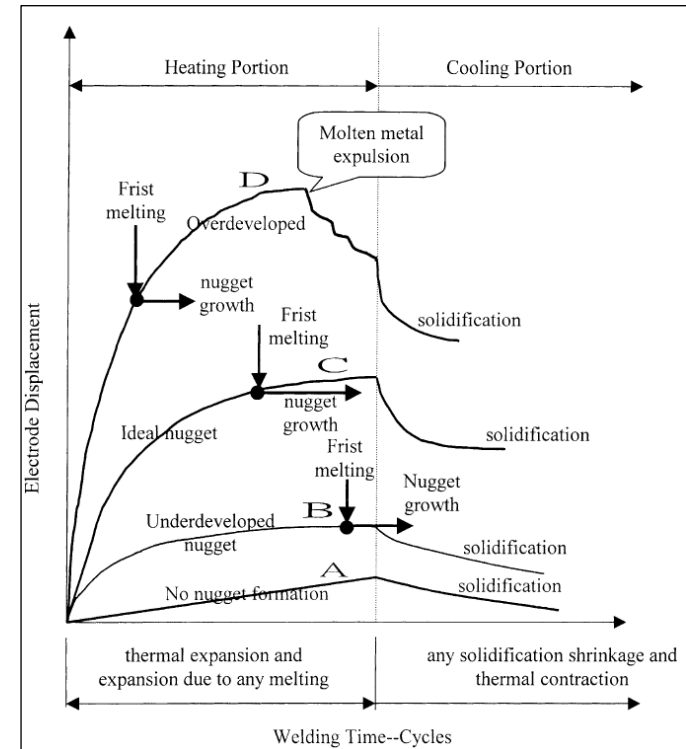 Heating Portion
Cooling Portion
Molten metal
expulsion
D
Frist
melting
Overdeveloped
nugget
growth
solidification
Frist
melting
C
nugget
growth
Ideal nugget
solidification
Frist
melting
Nugget
growth
B
Underdeveloped
nugget
solidification
A
No nugget formation
solidification
Electrode Displacement
thermal expansion and
expansion due to any melting
any solidification shrinkage and
thermal contraction
Welding Time--Cycles